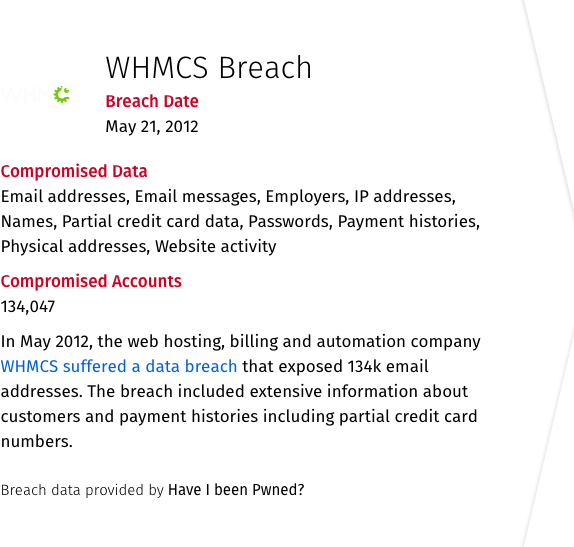 WHMCS Breach
Breach Date
May 21, 2012
Compromised Data
Email addresses, Email messages, Employers, IP addresses,
Names, Partial credit card data, Passwords, Payment histories,
Physical addresses, Website activity
Compromised Accounts
134,047
In May 2012, the web hosting, billing and automation company
WHMCS suffered a data breach that exposed 134k email
addresses. The breach included extensive information about
customers and payment histories including partial credit card
numbers.
Breach data provided by Have I been Pwned?